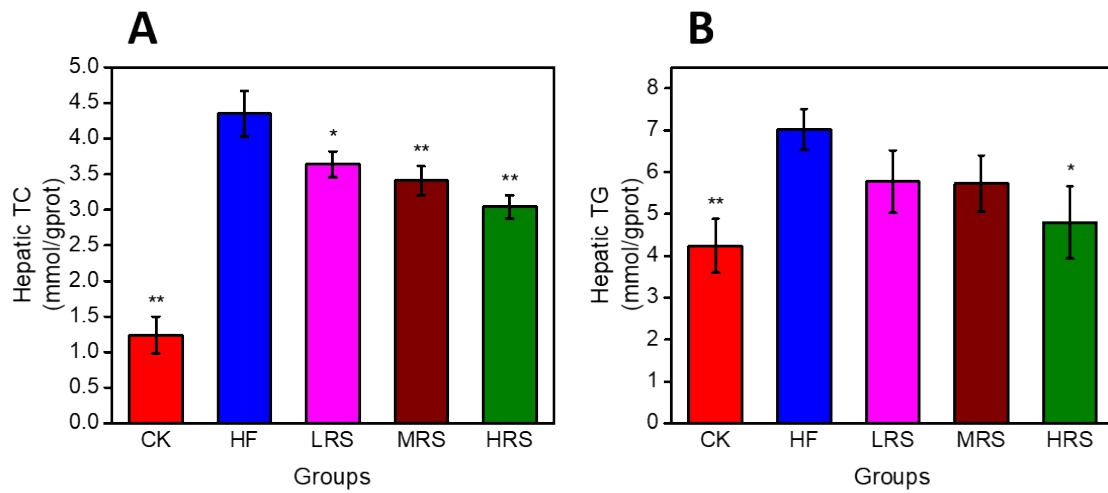 A
Hepatic TC
(mmol/gprot)
5.0
4.5
4.0
3.5
3.0
2.5
2.0
1.5
1.0
0.5
0.0
**
*
**
**
CK HF LRS MRS HRS
Groups
B
Hepatic TG
(mmol/gprot)
8
7
6
5
4
3
2
1
0
**
*
CK HF LRS MRS HRS
Groups